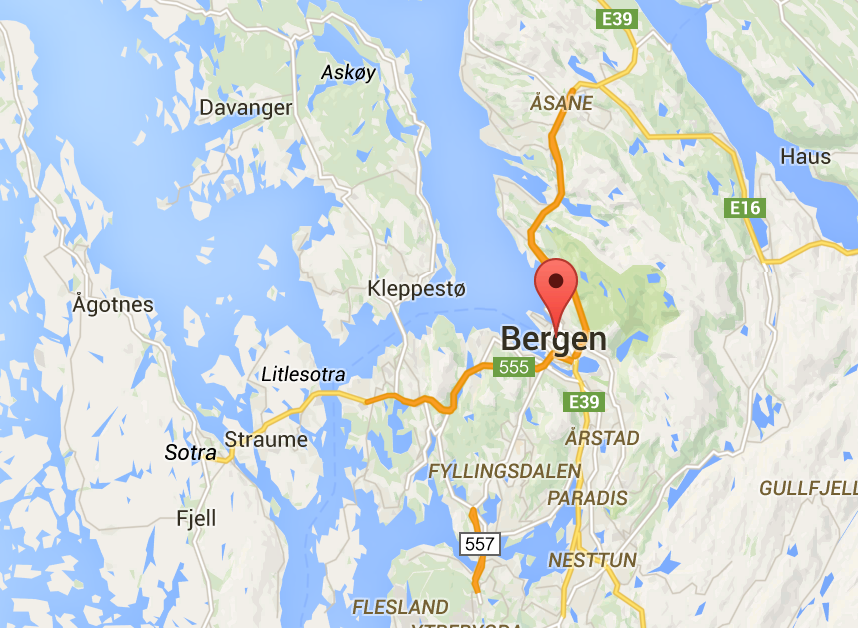 E39
Askøy
ÅSANE
Davanger
Haus
E16
Kleppestø
Ågotnes
Bergen
555
Litlesotra
E39
Straume
ÅRSTAD
Sotra
FYLLINGSDALEN
GULLFJELL
PARADIS
Fjell
557
NESTTUN
FLESLAND